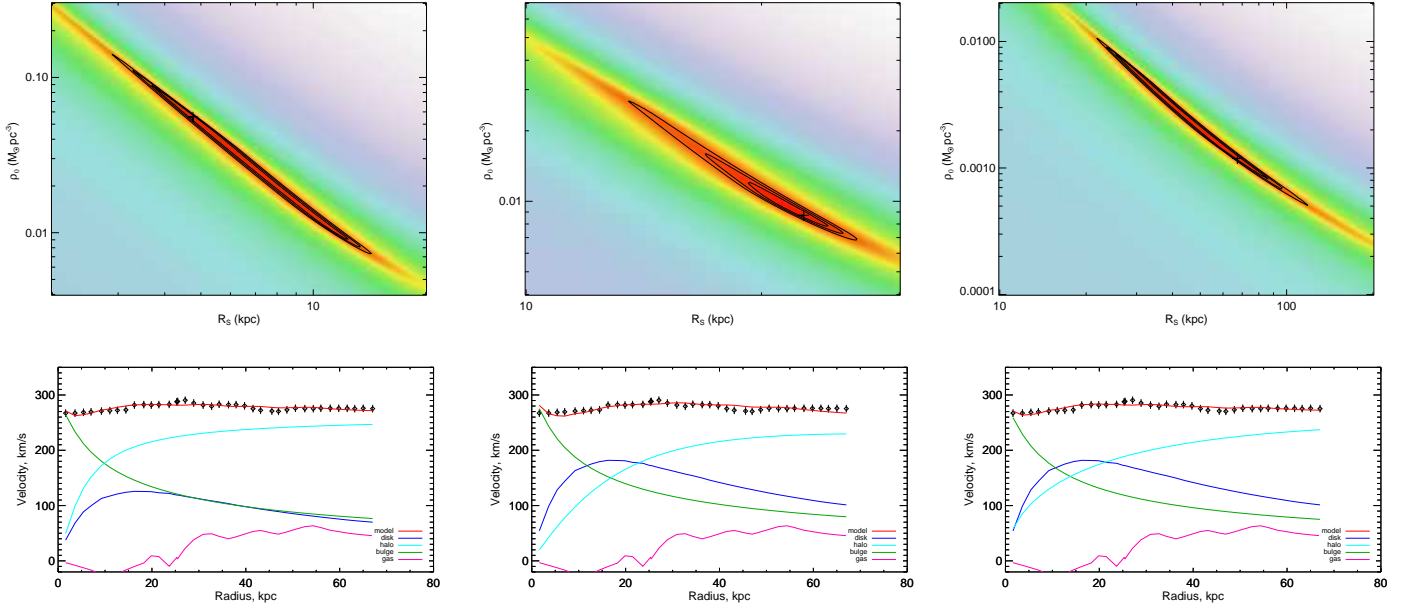 0.10
0.01
ρ₀ (M⊙ pc⁻³)
10
R_S (kpc)
0.01
ρ₀ (M⊙ pc⁻³)
10
R_S (kpc)
0.0100
0.0010
0.0001
ρ₀ (M⊙ pc⁻³)
10 100
R_S (kpc)
300
200
100
0
Velocity, km/s
model
disk
halo
bulge
gas
0 20 40 60 80
Radius, kpc
300
200
100
0
Velocity, km/s
model
disk
halo
bulge
gas
0 20 40 60 80
Radius, kpc
300
200
100
0
Velocity, km/s
model
disk
halo
bulge
gas
0 20 40 60 80
Radius, kpc